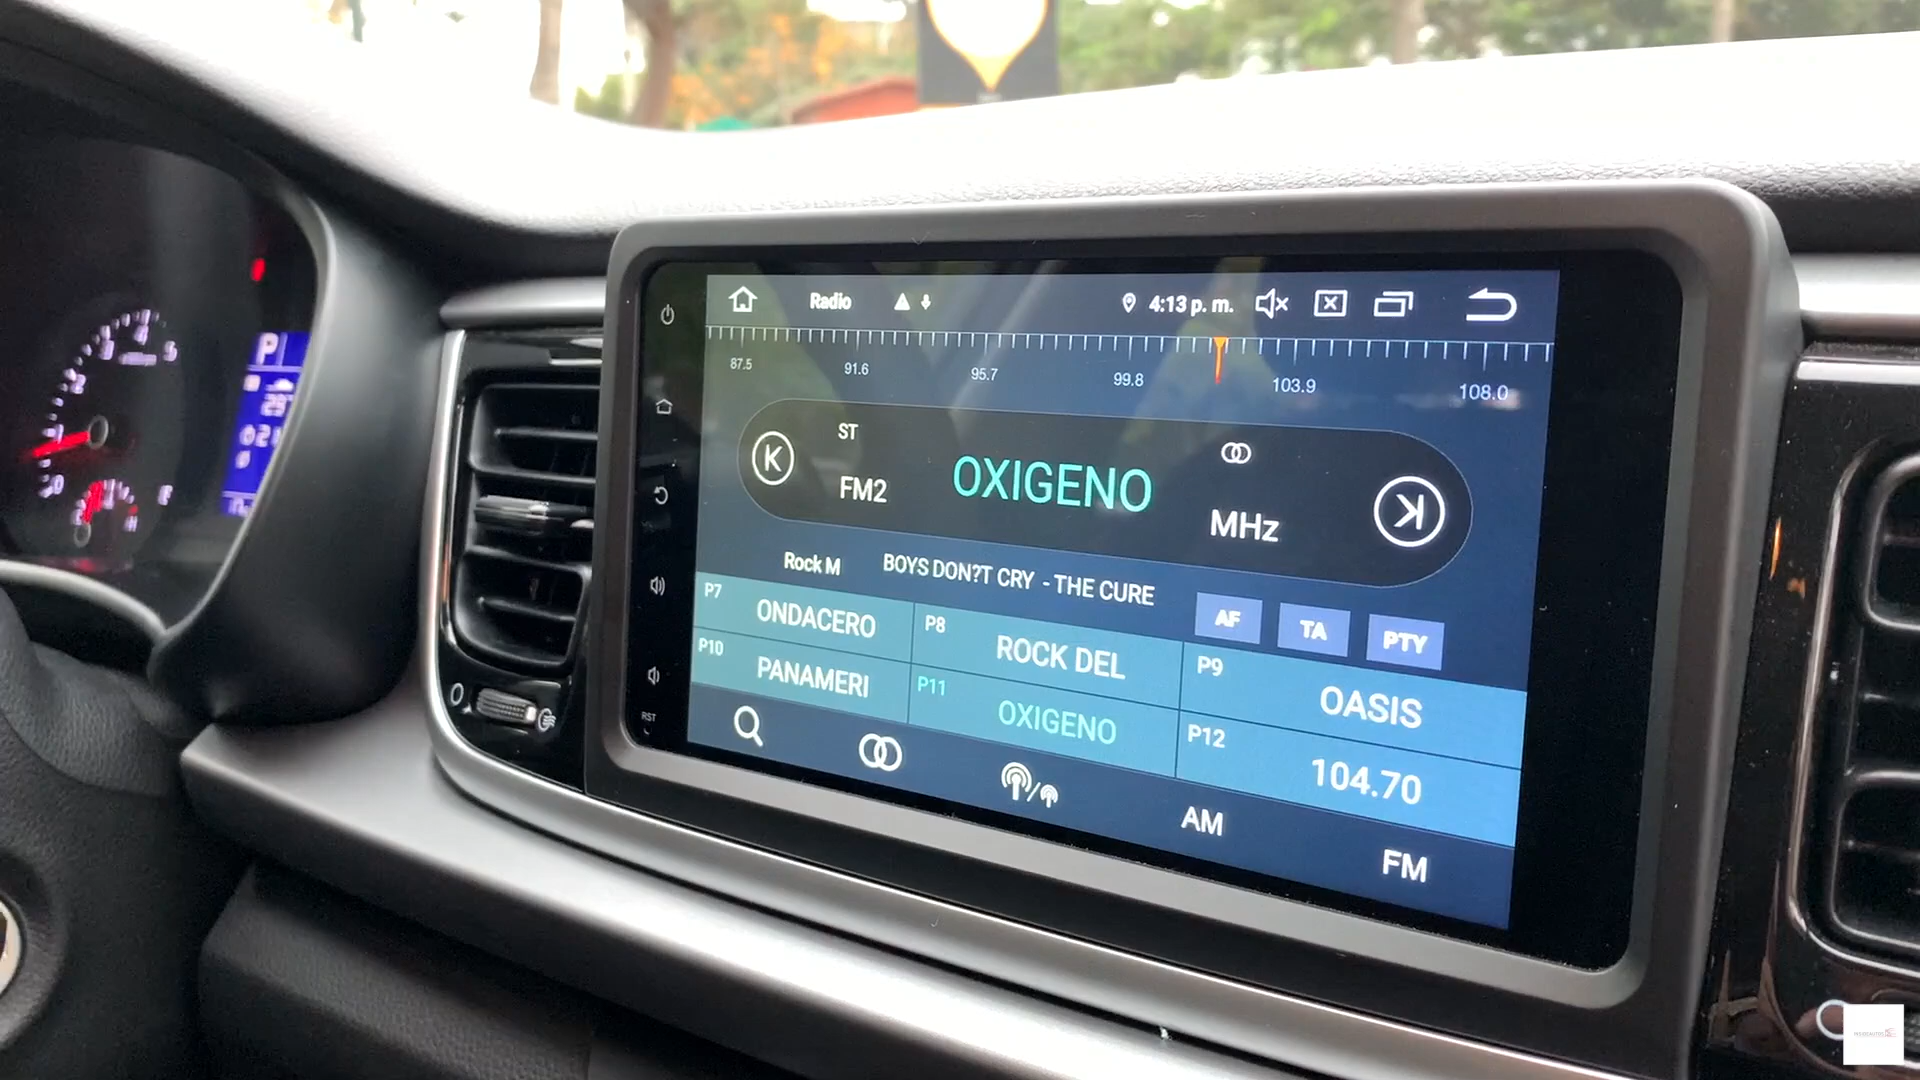 Radio 4:13 p. m.
87.5 91.6 95.7 99.8 103.9 108.0
ST
FM2 OXIGENO MHz
Rock M BOYS DON?T CRY - THE CURE
AF TA PTY
P7 ONDACERO P8 ROCK DEL P9 OASIS
P10 PANAMERI P11 OXIGENO P12 104.70
AM FM
RST
P